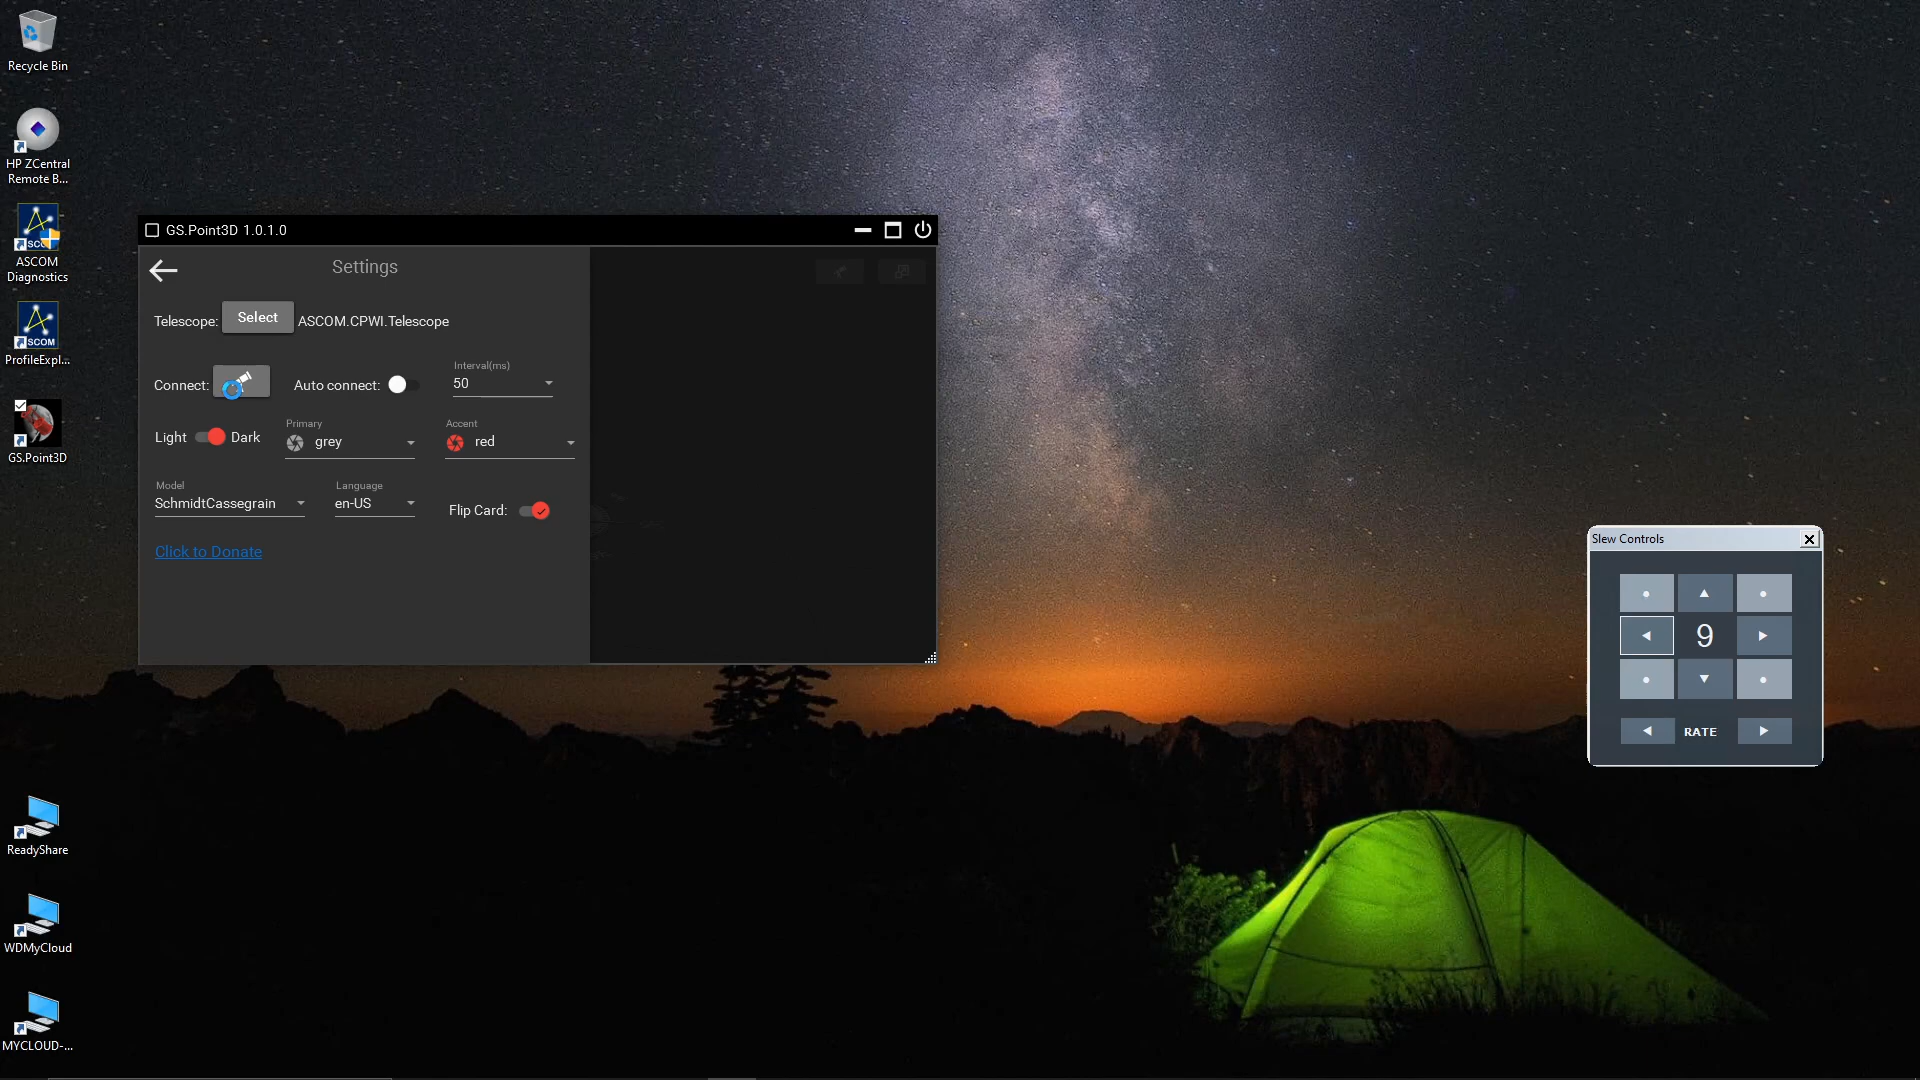 Recycle Bin
HP ZCentral
Remote B...
ASCOM
Diagnostics
SCOM
ProfileExpl...
GS.Point3D
ReadyShare
WDMyCloud
MYCLOUD-...
GS.Point3D 1.0.1.0
Settings
Telescope: Select ASCOM.CPWI.Telescope
Connect: Auto connect: Interval(ms)
50
Light Dark Primary
grey
Accent
red
Model
SchmidtCassegrain
Language
en-US
Flip Card:
Click to Donate
Slew Controls
9
RATE